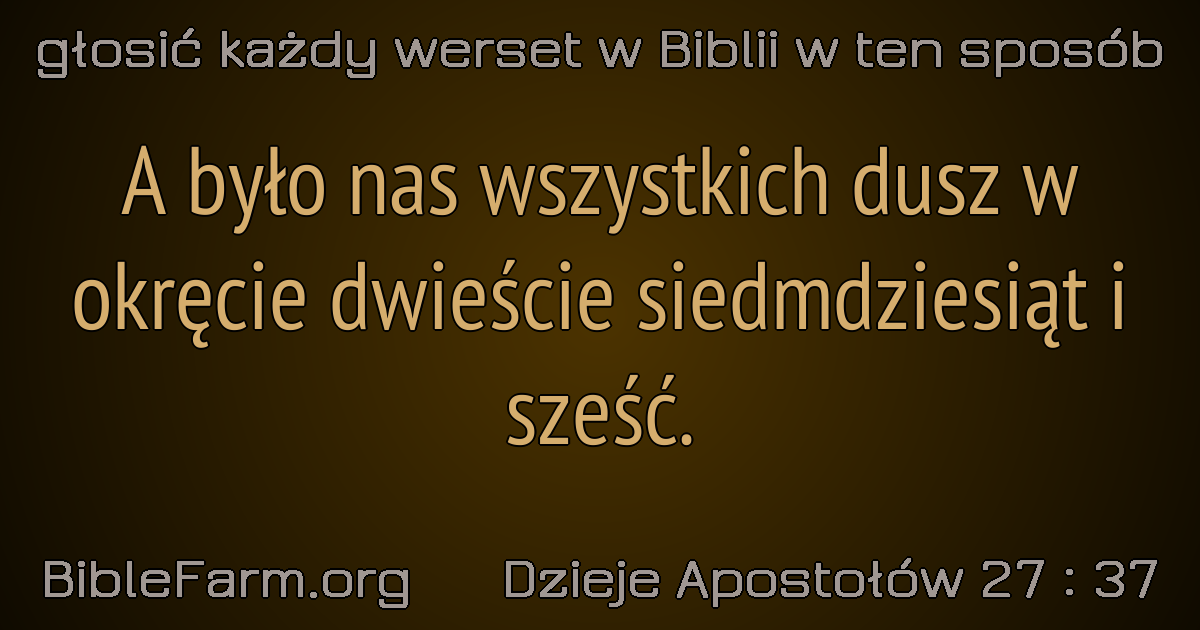 głosić każdy werset w Biblii w ten sposób
A było nas wszystkich dusz w
okręcie dwieście siedmdziesiąt i
sześć.
BibleFarm.org
Dzieje Apostołów 27 : 37